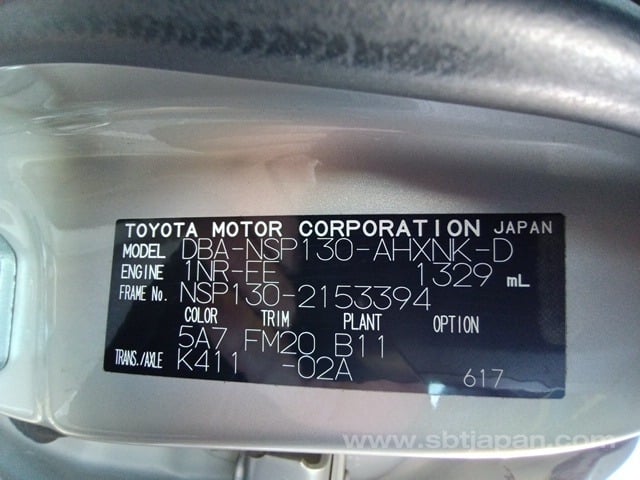 TOYOTA MOTOR CORPORATION JAPAN
MODEL DBA-NSP130-AHXNK-D
ENGINE 1NR-FE 1329 mL
FRAME No. NSP130-2153394
COLOR TRIM PLANT OPTION
5A7 FM20 B11
TRANS./AXLE K411 -02A
617
www.sbtjapan.com